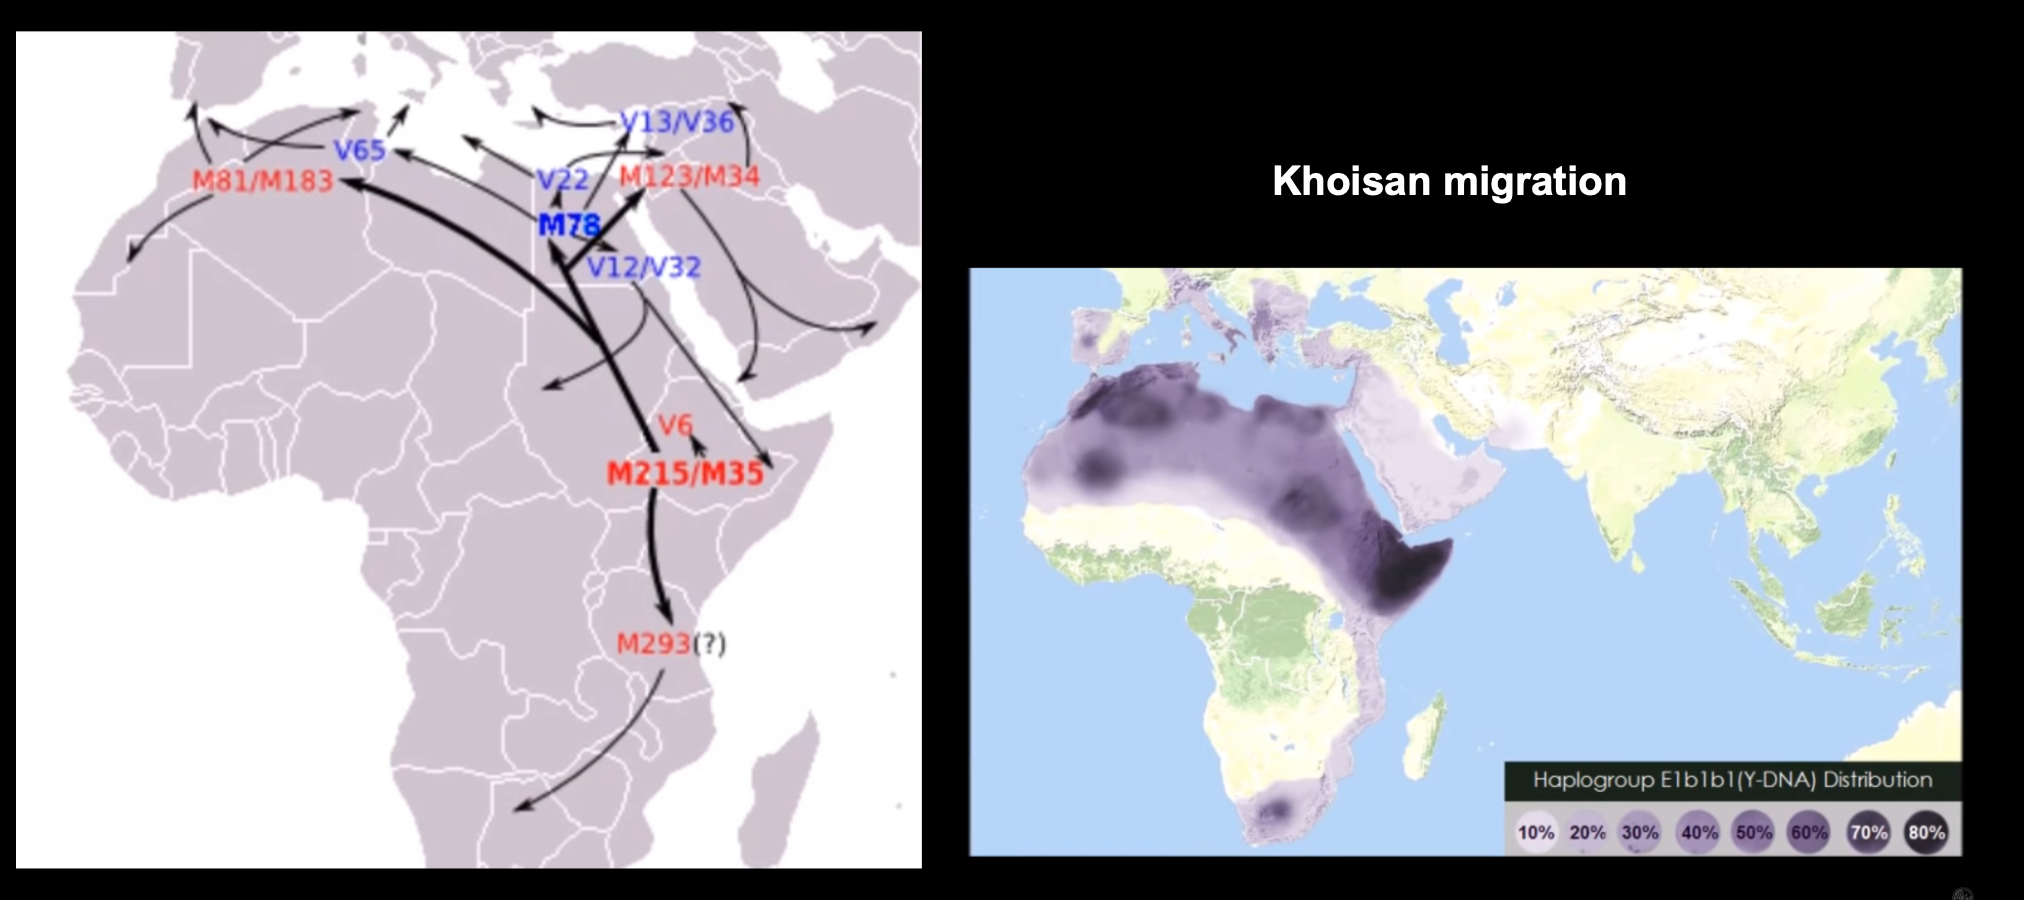 V13/V36
V65
M81/M183
V22
M123/M34
M78
V12/V32
V6
M215/M35
M293(?)
Khoisan migration
Haplogroup E1b1b1(Y-DNA) Distribution
10% 20% 30% 40% 50% 60% 70% 80%